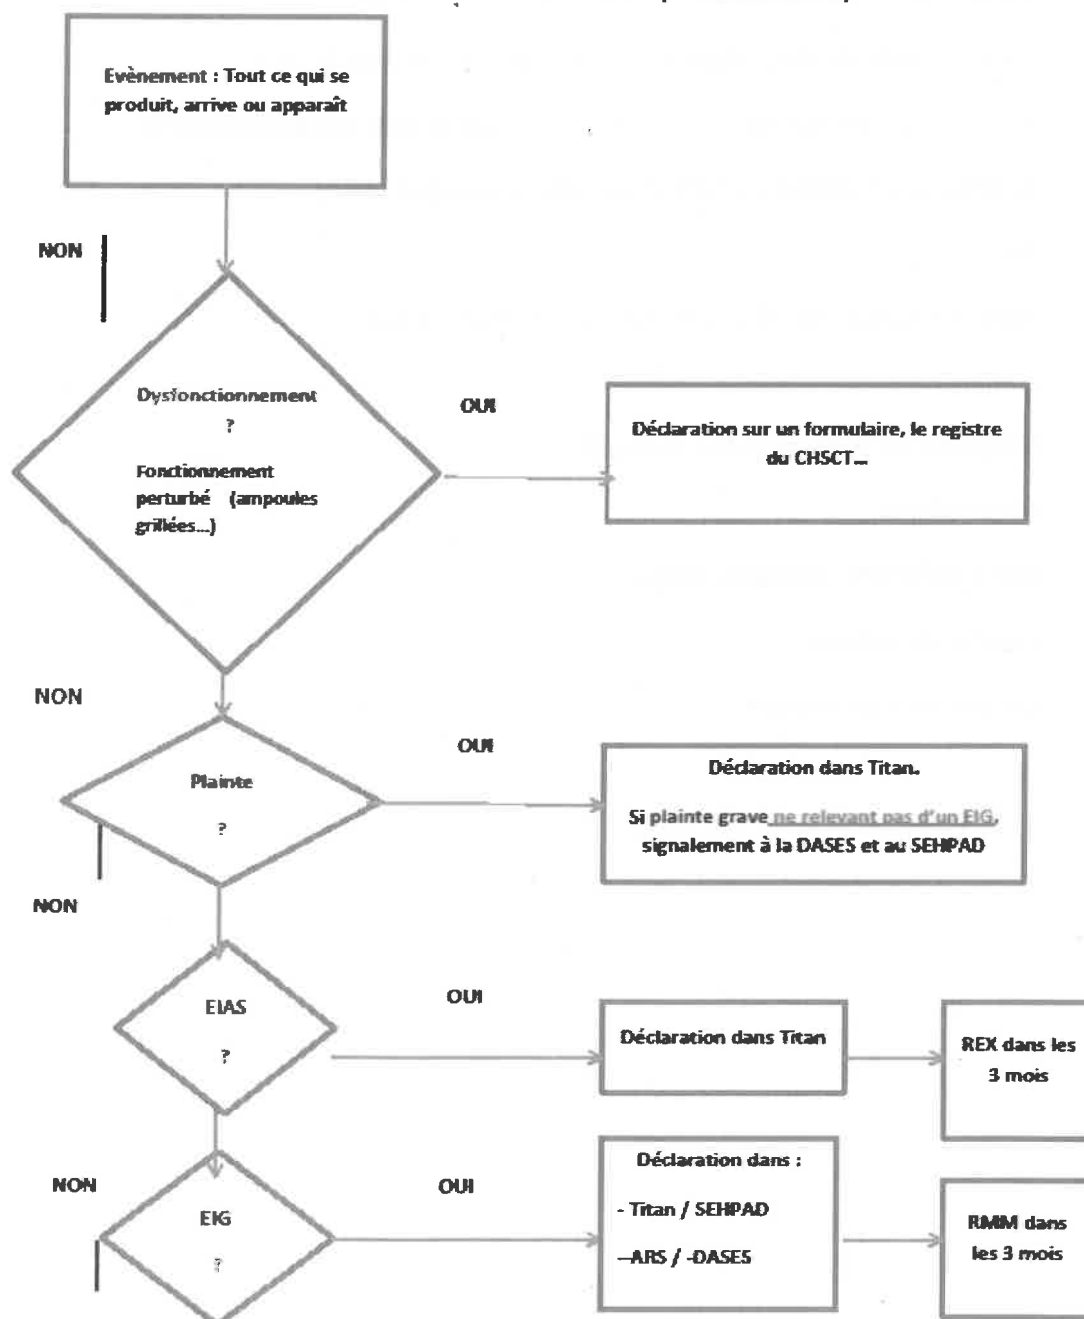 Evènement : Tout ce qui se
produit, arrive ou apparaît
NON
Dysfonctionnement
?
Fonctionnement
perturbé (ampoules
grillées...)
OUI
Déclaration sur un formulaire, le registre
du CHSCT...
NON
Plainte
?
OUI
Déclaration dans Titan.
Si plainte grave ne relevant pas d'un EIG,
signalement à la DASES et au SEHPAD
NON
EIAS
?
OUI
Déclaration dans Titan
REX dans les
3 mois
NON
EIG
?
OUI
Déclaration dans :
- Titan / SEHPAD
-ARS / -DASES
RMM dans
les 3 mois